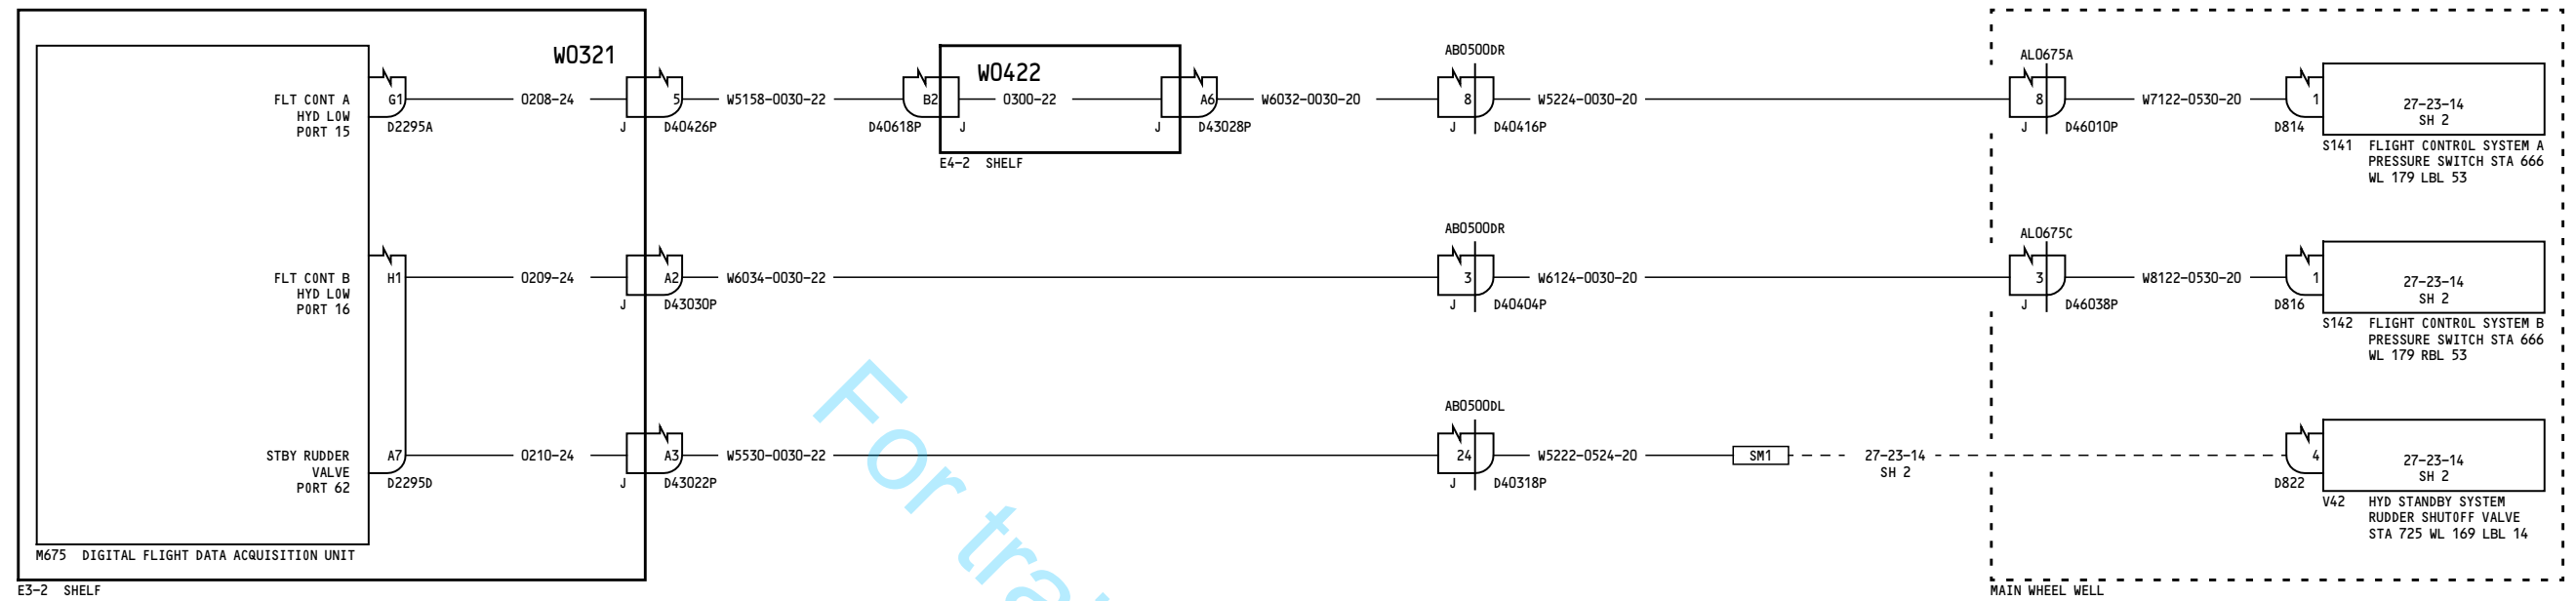 W0321
FLT CONT A
HYD LOW
PORT 15
G1
D2295A
0208-24
J
5
D40426P
W5158-0030-22
B2
D40618P
J
W0422
0300-22
J
A6
D43028P
E4-2 SHELF
W6032-0030-20
AB0500DR
8
J
D40416P
W5224-0030-20
AL0675A
8
J
D46010P
W7122-0530-20
1
D814
27-23-14
SH 2
S141 FLIGHT CONTROL SYSTEM A
PRESSURE SWITCH STA 666
WL 179 LBL 53
FLT CONT B
HYD LOW
PORT 16
H1
0209-24
J
A2
D43030P
W6034-0030-22
AB0500DR
3
J
D40404P
W6124-0030-20
AL0675C
3
J
D46038P
W8122-0530-20
1
D816
27-23-14
SH 2
S142 FLIGHT CONTROL SYSTEM B
PRESSURE SWITCH STA 666
WL 179 RBL 53
STBY RUDDER
VALVE
PORT 62
A7
D2295D
0210-24
J
A3
D43022P
W5530-0030-22
AB0500DL
24
J
D40318P
W5222-0524-20
SM1
27-23-14
SH 2
4
D822
27-23-14
SH 2
V42 HYD STANDBY SYSTEM
RUDDER SHUTOFF VALVE
STA 725 WL 169 LBL 14
M675 DIGITAL FLIGHT DATA ACQUISITION UNIT
E3-2 SHELF
MAIN WHEEL WELL
For